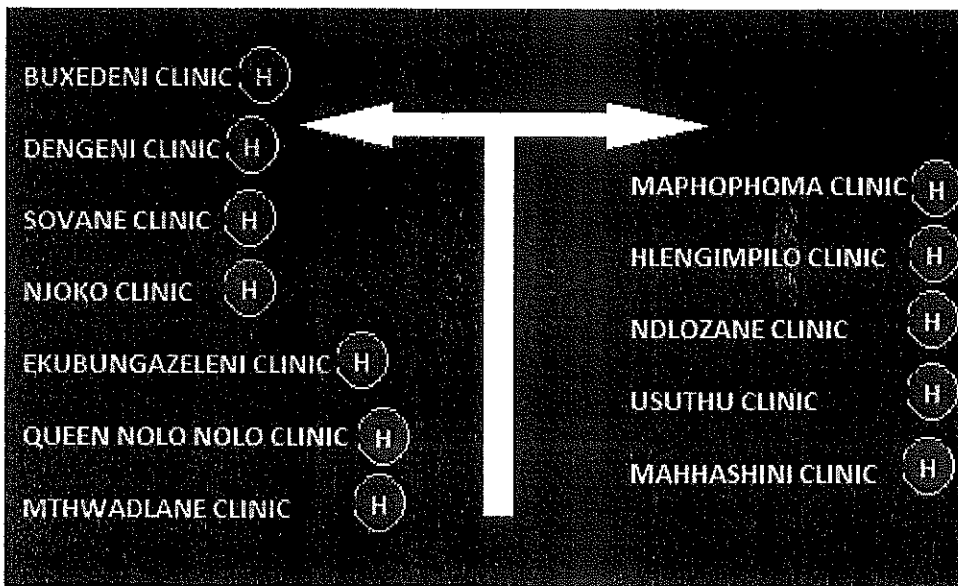 BUXEDENI CLINIC H
DENGENI CLINIC H
SOVANE CLINIC H
NJOKO CLINIC H
EKUBUNGAZELENI CLINIC H
QUEEN NOLO NOLO CLINIC H
MTHWADLANE CLINIC H
MAPHOPHOMA CLINIC H
HLENGIMPILO CLINIC H
NDLOZANE CLINIC H
USUTHU CLINIC H
MAHHASHINI CLINIC H